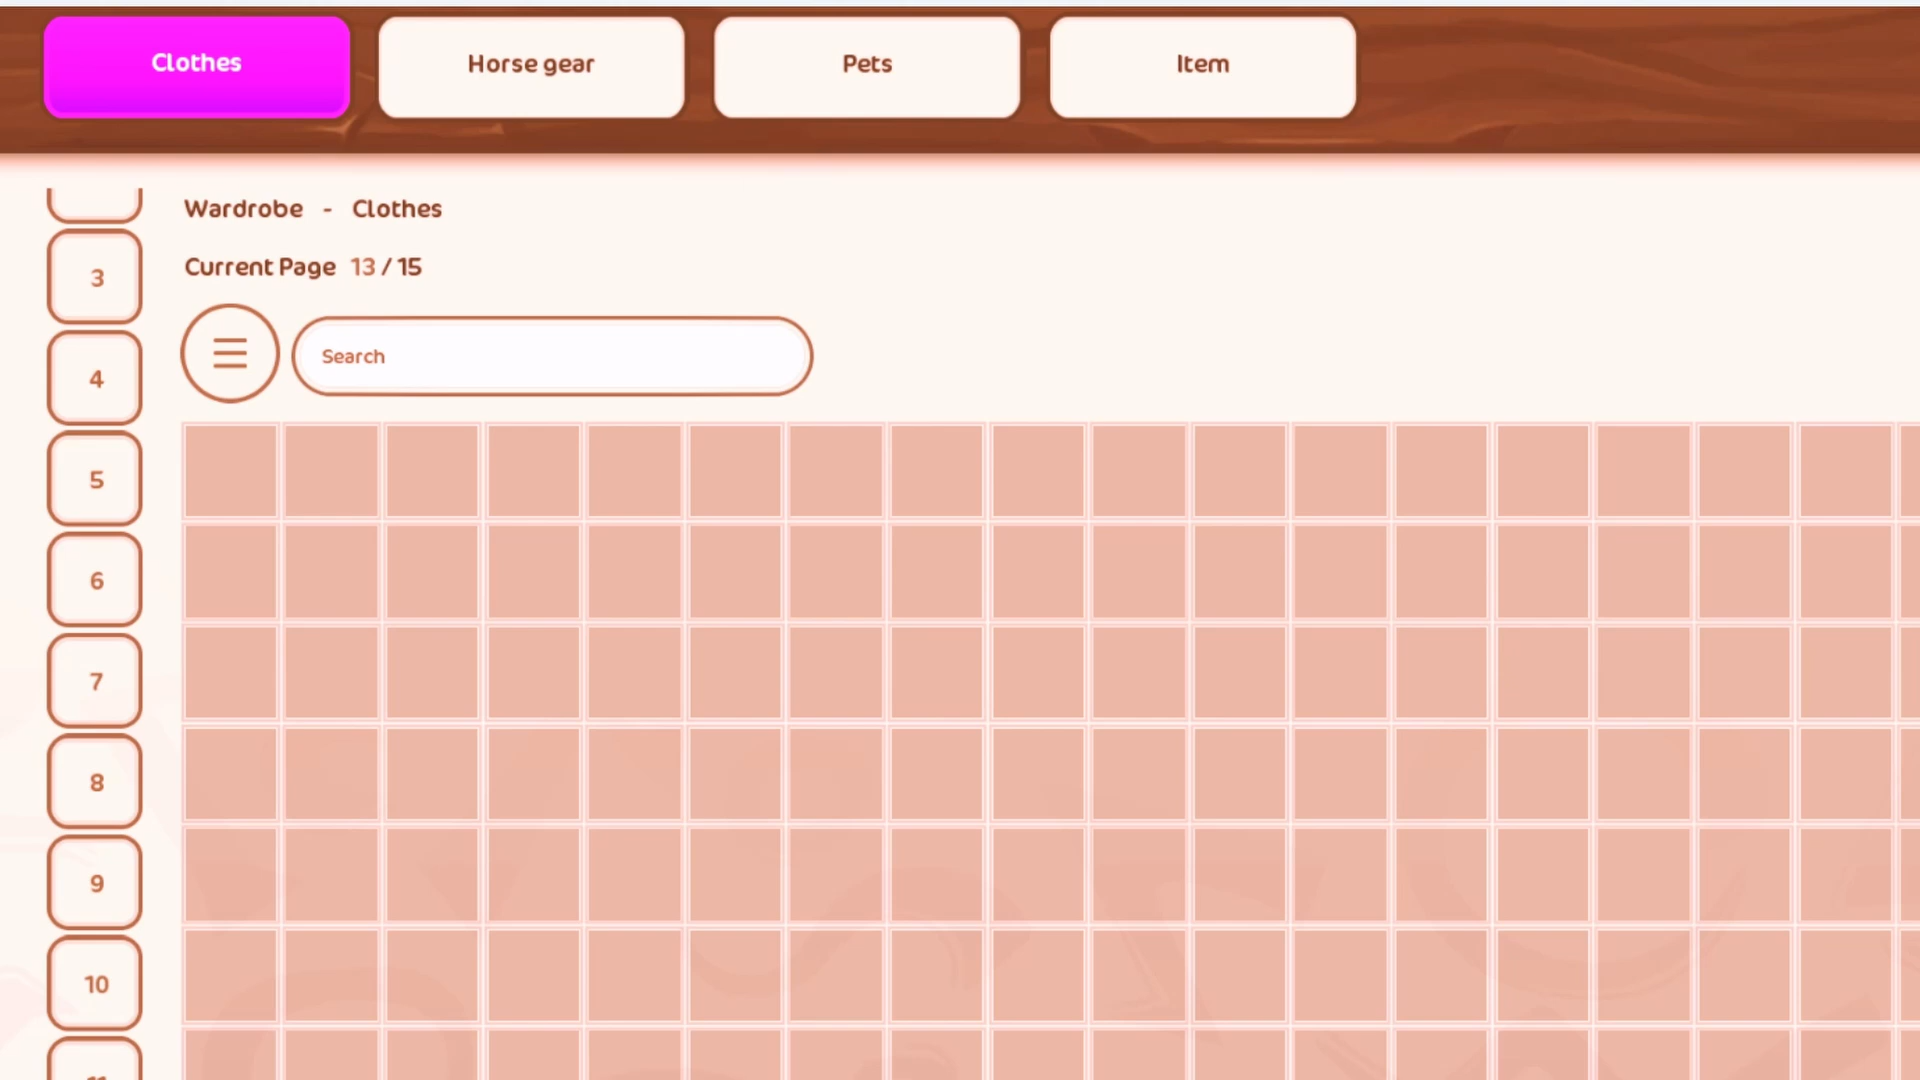 Clothes
Horse gear
Pets
Item
Wardrobe - Clothes
Current Page 13 / 15
Search
3
4
5
6
7
8
9
10